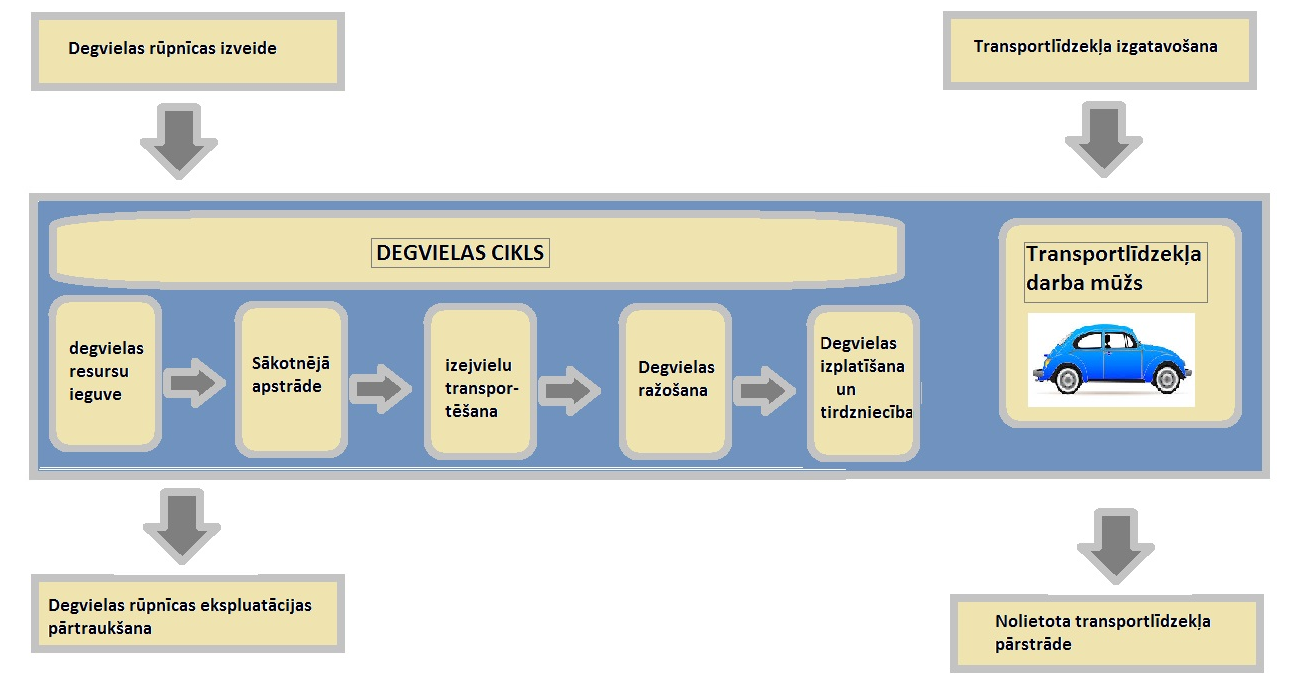 Degvielas rūpnīcas izveide
Transportlīdzekļa izgatavošana
DEGVIELAS CIKLS
degvielas
resursu
ieguve
Sākotnējā
apstrāde
izejvielu
transpor-
tēšana
Degvielas
ražošana
Degvielas
izplatīšana
un
tirdzniecība
Transportlīdzekļa
darba mūžs
Degvielas rūpnīcas ekspluatācijas
pārtraukšana
Nolietota transportlīdzekļa
pārstrāde